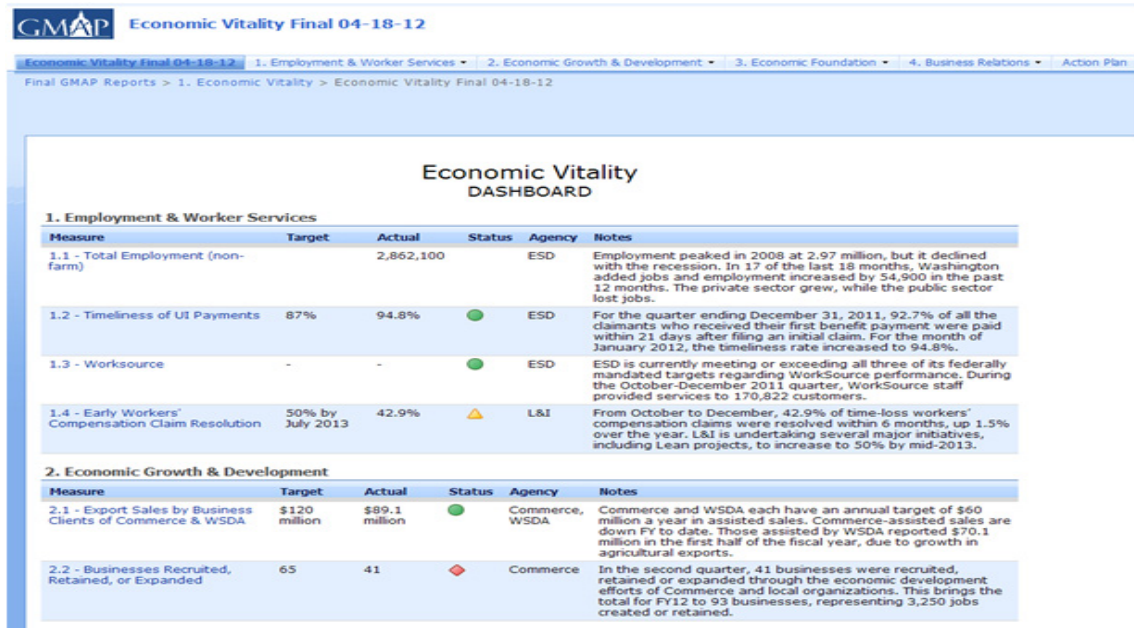 GMAP Economic Vitality Final 04-18-12
Economic Vitality Final 04-18-12 1. Employment & Worker Services 2. Economic Growth & Development 3. Economic Foundation 4. Business Relations Action Plan
Final GMAP Reports > 1. Economic Vitality > Economic Vitality Final 04-18-12
Economic Vitality
DASHBOARD
1. Employment & Worker Services
Measure Target Actual Status Agency Notes
1.1 - Total Employment (non- 2,862,100 ESD Employment peaked in 2008 at 2.97 million, but it declined
farm) with the recession. In 17 of the last 18 months, Washington
added jobs and employment increased by 54,900 in the past
12 months. The private sector grew, while the public sector
lost jobs.
1.2 - Timeliness of UI Payments 87% 94.8% ESD For the quarter ending December 31, 2011, 92.7% of all the
claimants who received their first benefit payment were paid
within 21 days after filing an initial claim. For the month of
January 2012, the timeliness rate increased to 94.8%.
1.3 - Worksource - - ESD ESD is currently meeting or exceeding all three of its federally
mandated targets regarding WorkSource performance. During
the October-December 2011 quarter, WorkSource staff
provided services to 170,822 customers.
1.4 - Early Workers' 50% by 42.9% L&I From October to December, 42.9% of time-loss workers'
Compensation Claim Resolution July 2013 compensation claims were resolved within 6 months, up 1.5%
over the year. L&I is undertaking several major initiatives,
including Lean projects, to increase to 50% by mid-2013.
2. Economic Growth & Development
Measure Target Actual Status Agency Notes
2.1 - Export Sales by Business $120 $89.1 Commerce, Commerce and WSDA each have an annual target of $60
Clients of Commerce & WSDA million million WSDA million a year in assisted sales. Commerce-assisted sales are
down FY to date. Those assisted by WSDA reported $70.1
million in the first half of the fiscal year, due to growth in
agricultural exports.
2.2 - Businesses Recruited, 65 41 Commerce In the second quarter, 41 businesses were recruited,
Retained, or Expanded retained or expanded through the economic development
efforts of Commerce and local organizations. This brings the
total for FY12 to 93 businesses, representing 3,250 jobs
created or retained.